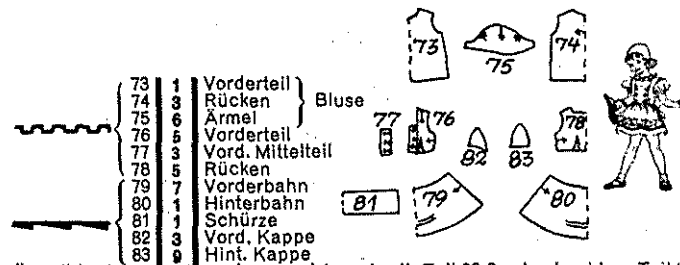 73 1 Vorderteil
74 3 Rücken
75 6 Ärmel
Bluse
76 5 Vorderteil
77 3 Vord. Mittelteil
78 5 Rücken
79 7 Vorderbahn
80 1 Hinterbahn
81 1 Schürze
82 3 Vord. Kappe
83 9 Hint. Kappe
73
75
74
77
76
82
83
78
81
79
80